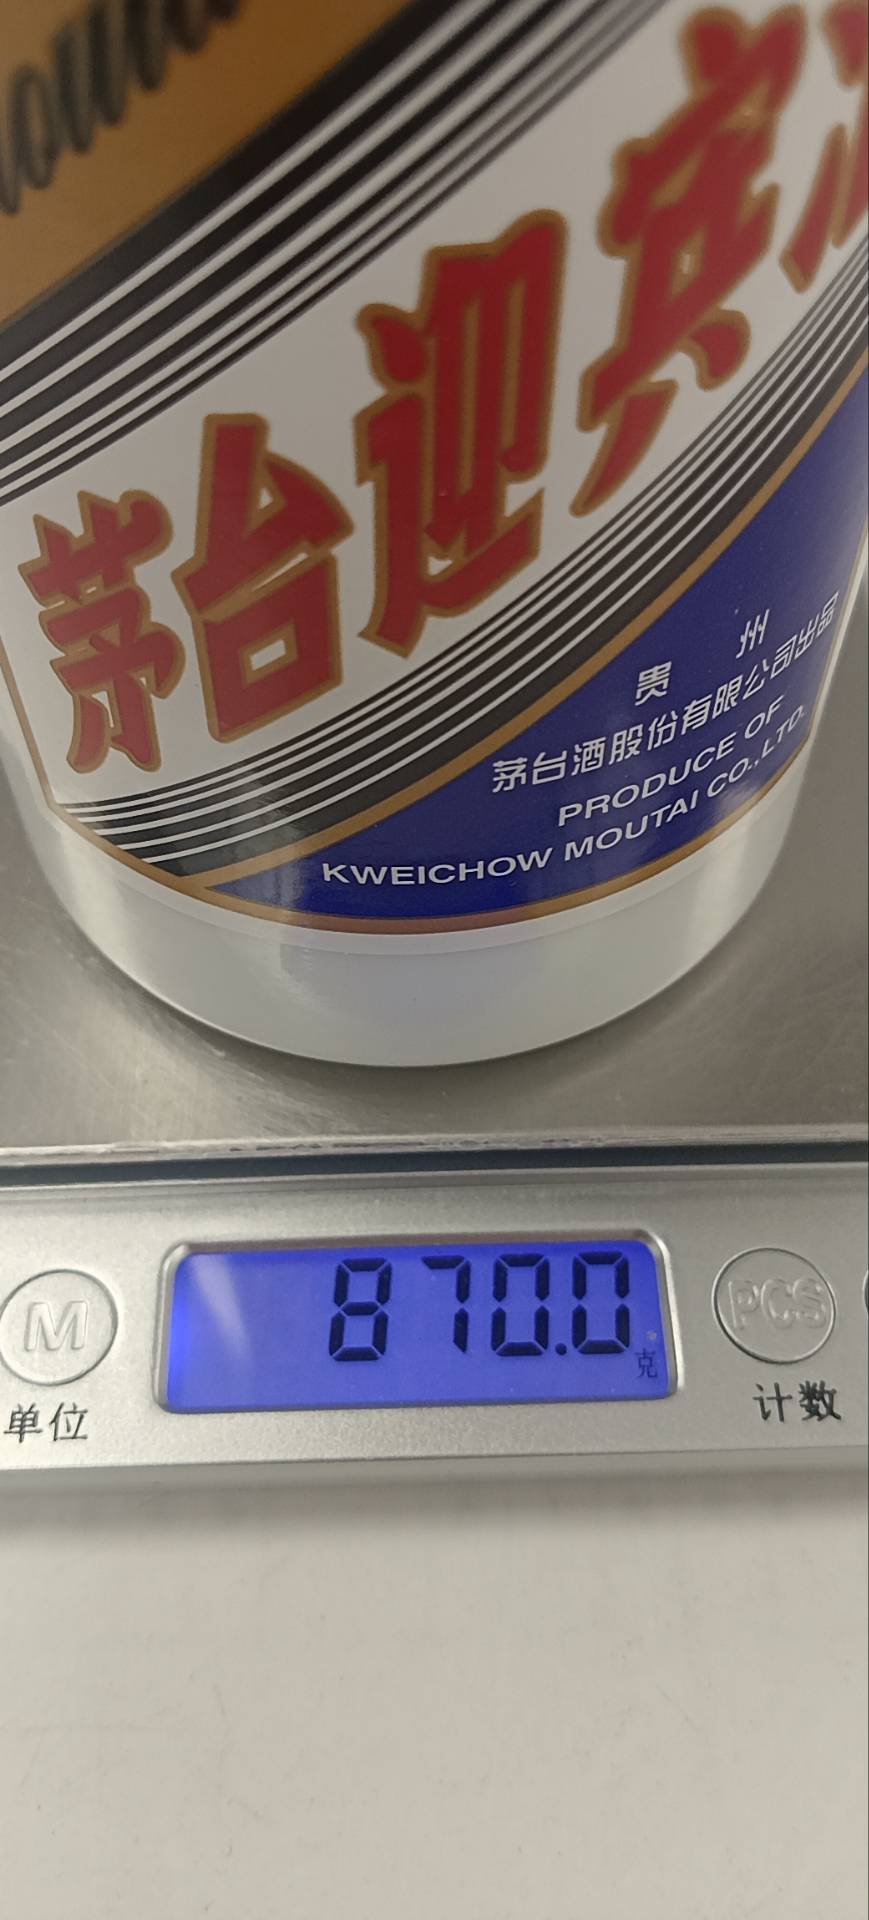 茅台迎宾
贵 州
茅台酒股份有限公司出品
PRODUCE OF
KWEICHOW MOUTAI CO.,LTD.
870.0
克
M
PCS
单位
计数